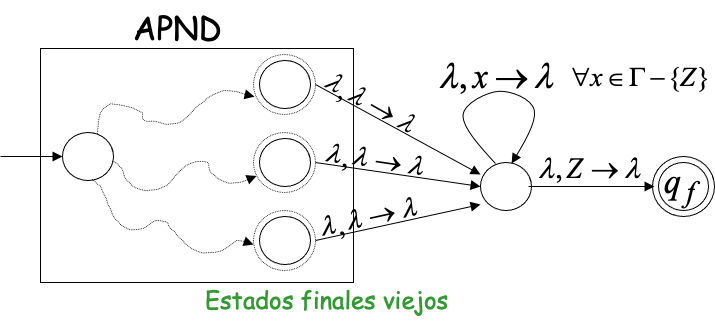 APND
λ, x → λ ∀x ∈ Γ − {Z}
λ, λ → λ
λ, λ → λ
λ, Z → λ
q_f
λ, λ → λ
Estados finales viejos